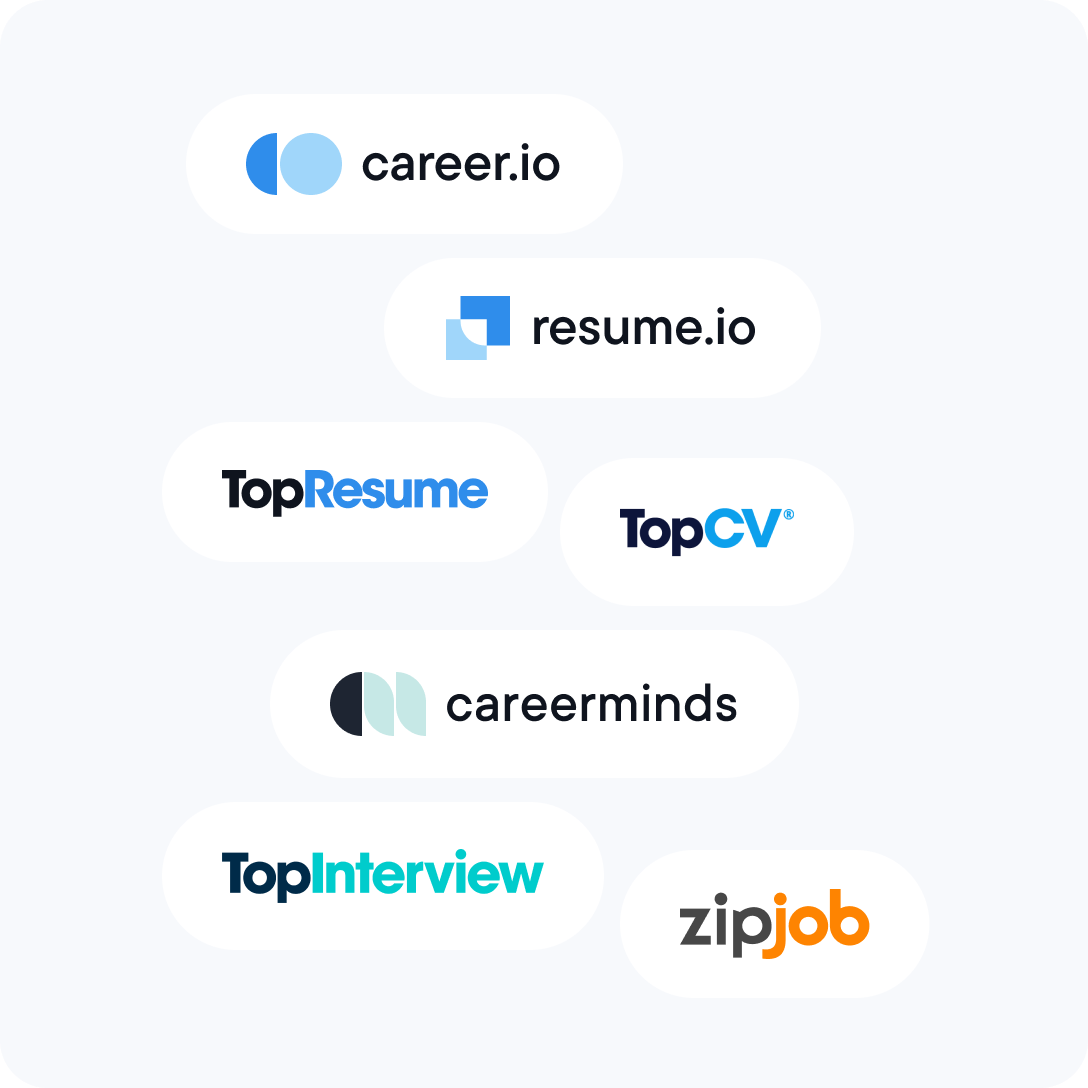 career.io
resume.io
TopResume
TopCV®
careerminds
TopInterview
zipjob